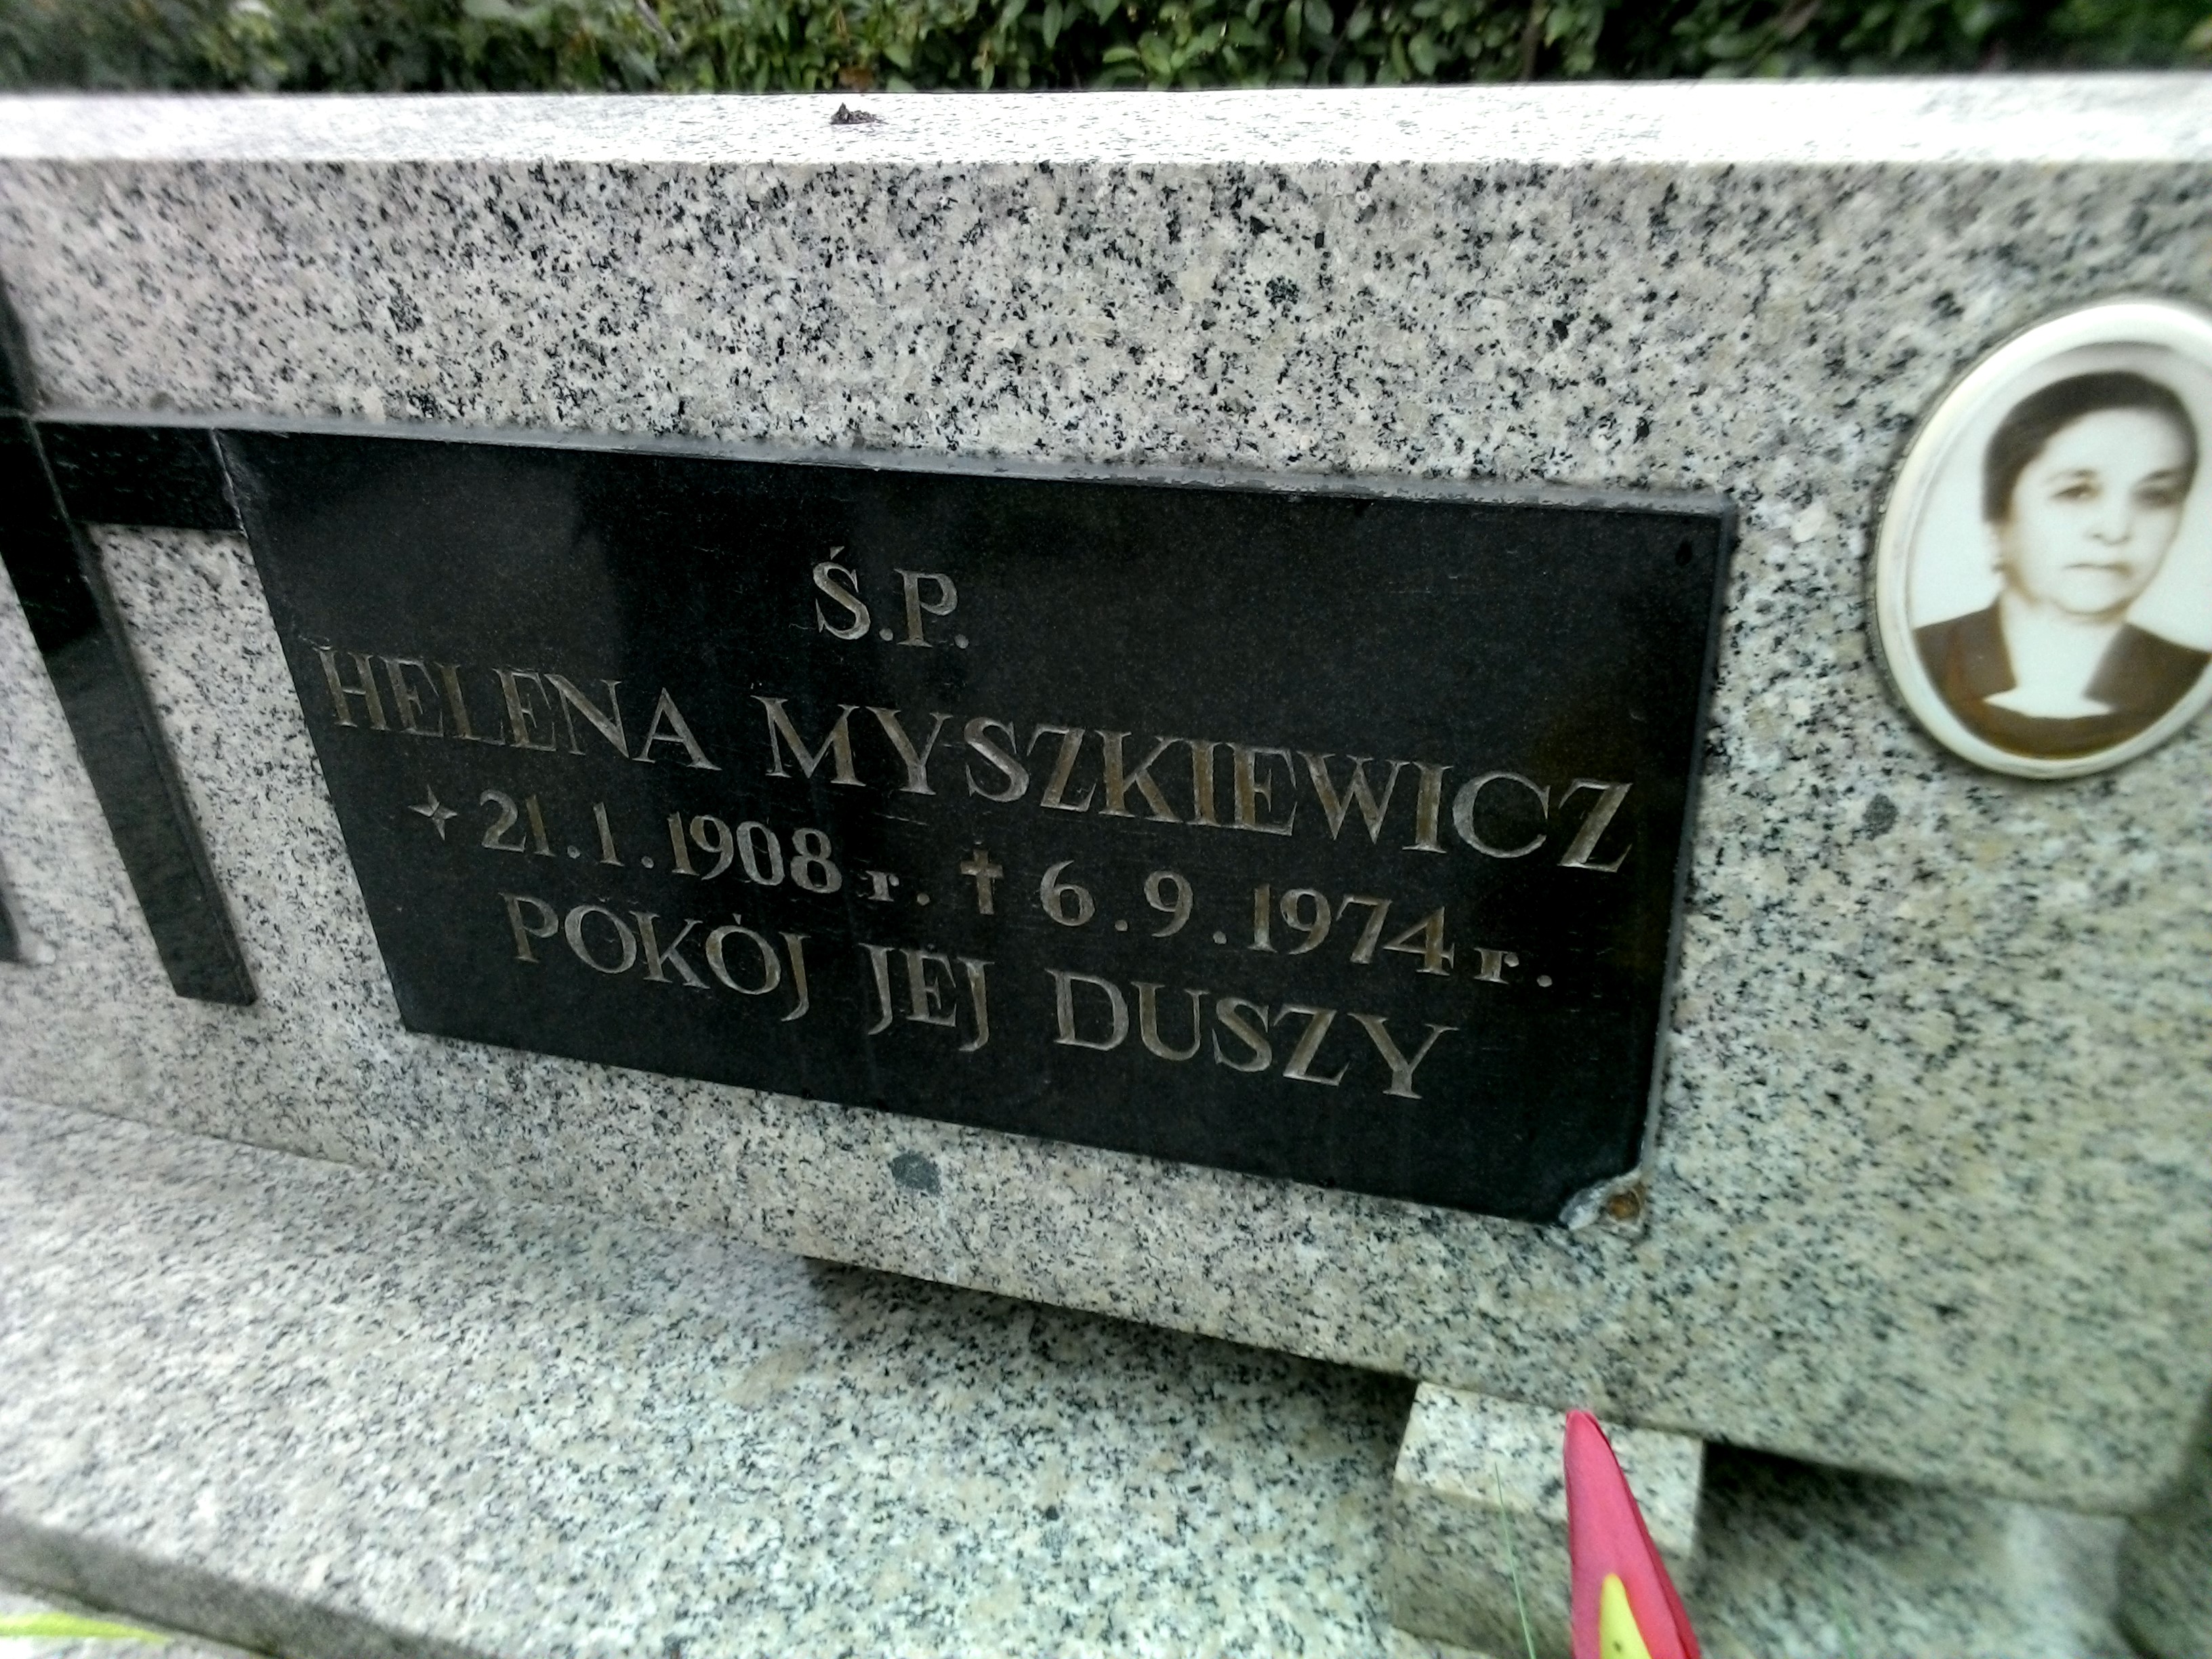 Ś.P.
HELENA MYSZKIEWICZ
21.1.1908 r. ✝ 6.9.1974 r.
POKÓJ JEJ DUSZY